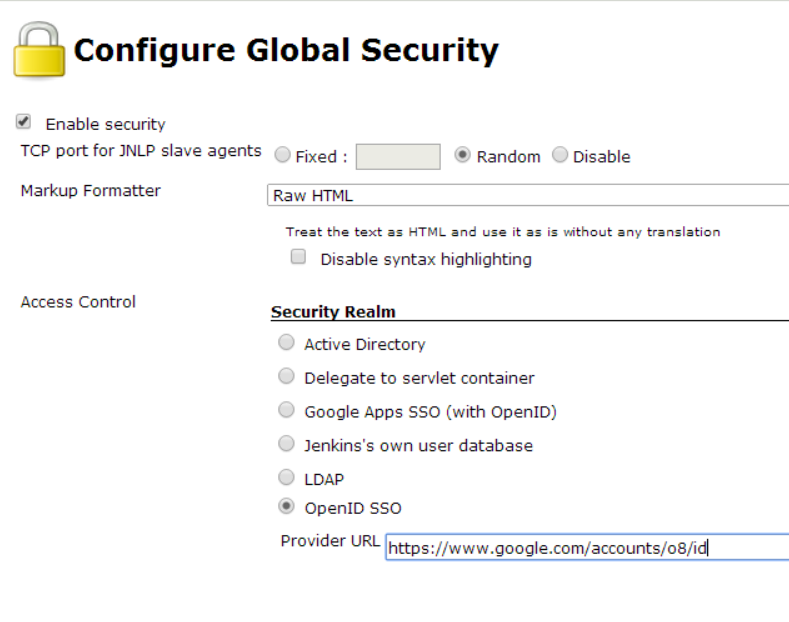 Configure Global Security
Enable security
TCP port for JNLP slave agents Fixed : Random Disable
Markup Formatter Raw HTML
Treat the text as HTML and use it as is without any translation
Disable syntax highlighting
Access Control
Security Realm
Active Directory
Delegate to servlet container
Google Apps SSO (with OpenID)
Jenkins's own user database
LDAP
OpenID SSO
Provider URL https://www.google.com/accounts/o8/id